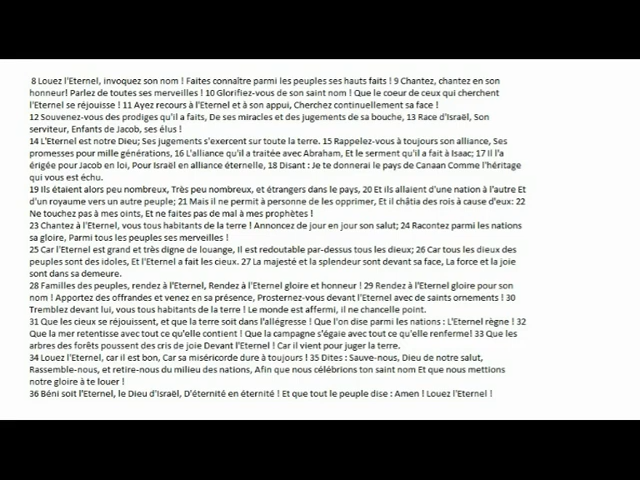 8 Louez l'Eternel, invoquez son nom ! Faites connaître parmi les peuples ses hauts faits ! 9 Chantez, chantez en son
honneur! Parlez de toutes ses merveilles ! 10 Glorifiez-vous de son saint nom ! Que le coeur de ceux qui cherchent
l'Eternel se réjouisse ! 11 Ayez recours à l'Eternel et à son appui, Cherchez continuellement sa face !
12 Souvenez-vous des prodiges qu'il a faits, De ses miracles et des jugements de sa bouche, 13 Race d'Israël, Son
serviteur, Enfants de Jacob, ses élus !
14 L'Eternel est notre Dieu; Ses jugements s'exercent sur toute la terre. 15 Rappelez-vous à toujours son alliance, Ses
promesses pour mille générations, 16 L'alliance qu'il a traitée avec Abraham, Et le serment qu'il a fait à Isaac; 17 Il l'a
érigée pour Jacob en loi, Pour Israël en alliance éternelle, 18 Disant : Je te donnerai le pays de Canaan Comme l'héritage
qui vous est échu.
19 Ils étaient alors peu nombreux, Très peu nombreux, et étrangers dans le pays, 20 Et ils allaient d'une nation à l'autre Et
d'un royaume vers un autre peuple; 21 Mais il ne permit à personne de les opprimer, Et il châtia des rois à cause d'eux: 22
Ne touchez pas à mes oints, Et ne faites pas de mal à mes prophètes !
23 Chantez à l'Eternel, vous tous habitants de la terre ! Annoncez de jour en jour son salut; 24 Racontez parmi les nations
sa gloire, Parmi tous les peuples ses merveilles !
25 Car l'Eternel est grand et très digne de louange, Il est redoutable par-dessus tous les dieux; 26 Car tous les dieux des
peuples sont des idoles, Et l'Eternel a fait les cieux. 27 La majesté et la splendeur sont devant sa face, La force et la joie
sont dans sa demeure.
28 Familles des peuples, rendez à l'Eternel, Rendez à l'Eternel gloire et honneur ! 29 Rendez à l'Eternel gloire pour son
nom ! Apportez des offrandes et venez en sa présence, Prosternez-vous devant l'Eternel avec de saints ornements ! 30
Tremblez devant lui, vous tous habitants de la terre ! Le monde est affermi, il ne chancelle point.
31 Que les cieux se réjouissent, et que la terre soit dans l'allégresse ! Que l'on dise parmi les nations : L'Eternel règne ! 32
Que la mer retentisse avec tout ce qu'elle contient ! Que la campagne s'égaie avec tout ce qu'elle renferme! 33 Que les
arbres des forêts poussent des cris de joie Devant l'Eternel ! Car il vient pour juger la terre.
34 Louez l'Eternel, car il est bon, Car sa miséricorde dure à toujours ! 35 Dites : Sauve-nous, Dieu de notre salut,
Rassemble-nous, et retire-nous du milieu des nations, Afin que nous célébrions ton saint nom Et que nous mettions
notre gloire à te louer !
36 Béni soit l'Eternel, le Dieu d'Israël, D'éternité en éternité ! Et que tout le peuple dise : Amen ! Louez l'Eternel !